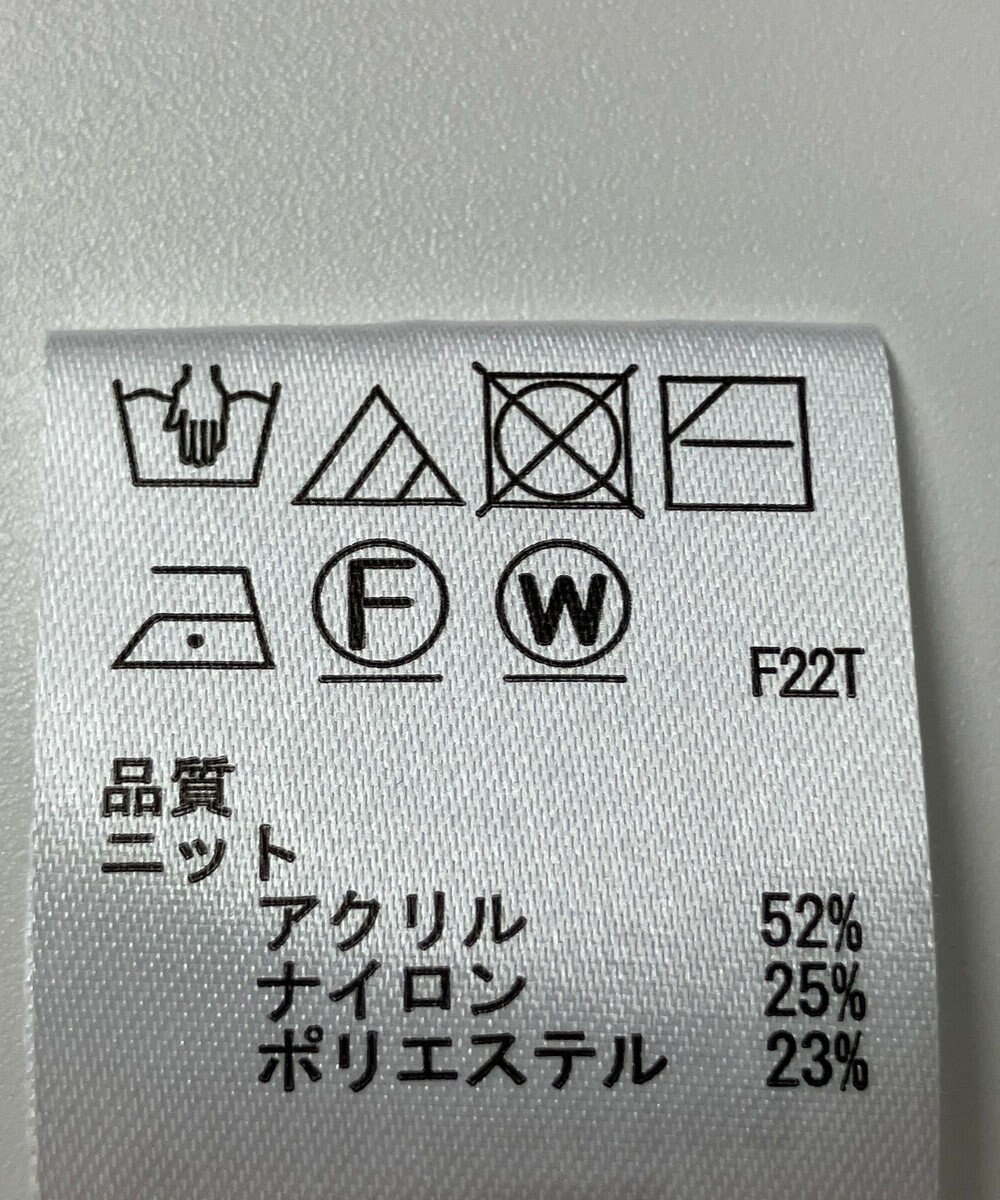 F W
F22T
品質
ニット
アクリル 52%
ナイロン 25%
ポリエステル 23%